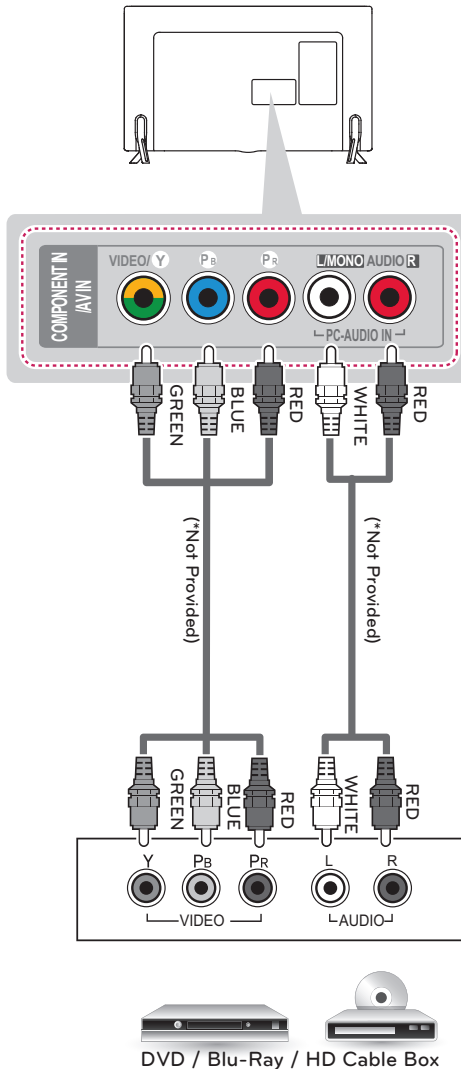 COMPONENT IN
/AV IN
VIDEO/ Y PB PR L/MONO AUDIO R
PC-AUDIO IN
GREEN BLUE RED WHITE RED
(*Not Provided) (*Not Provided)
GREEN BLUE RED WHITE RED
Y PB PR L R
VIDEO AUDIO
DVD / Blu-Ray / HD Cable Box